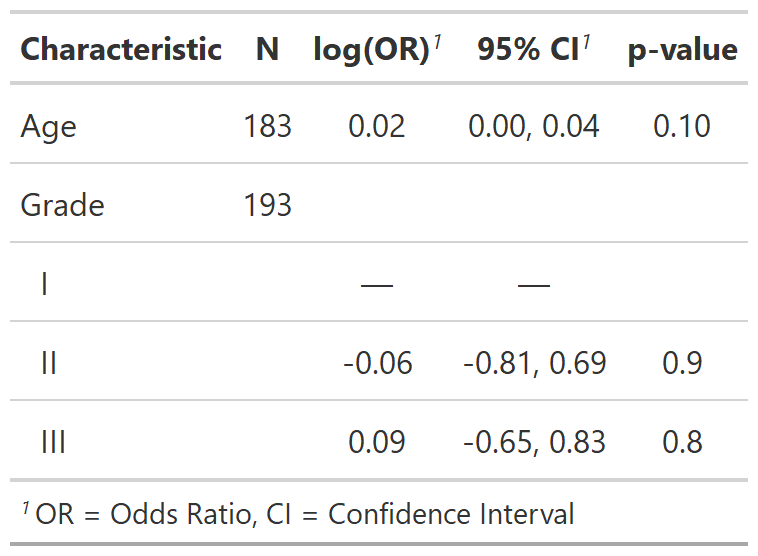 Characteristic N log(OR)¹ 95% CI¹ p-value
Age 183 0.02 0.00, 0.04 0.10
Grade 193
I — —
II -0.06 -0.81, 0.69 0.9
III 0.09 -0.65, 0.83 0.8
¹ OR = Odds Ratio, CI = Confidence Interval